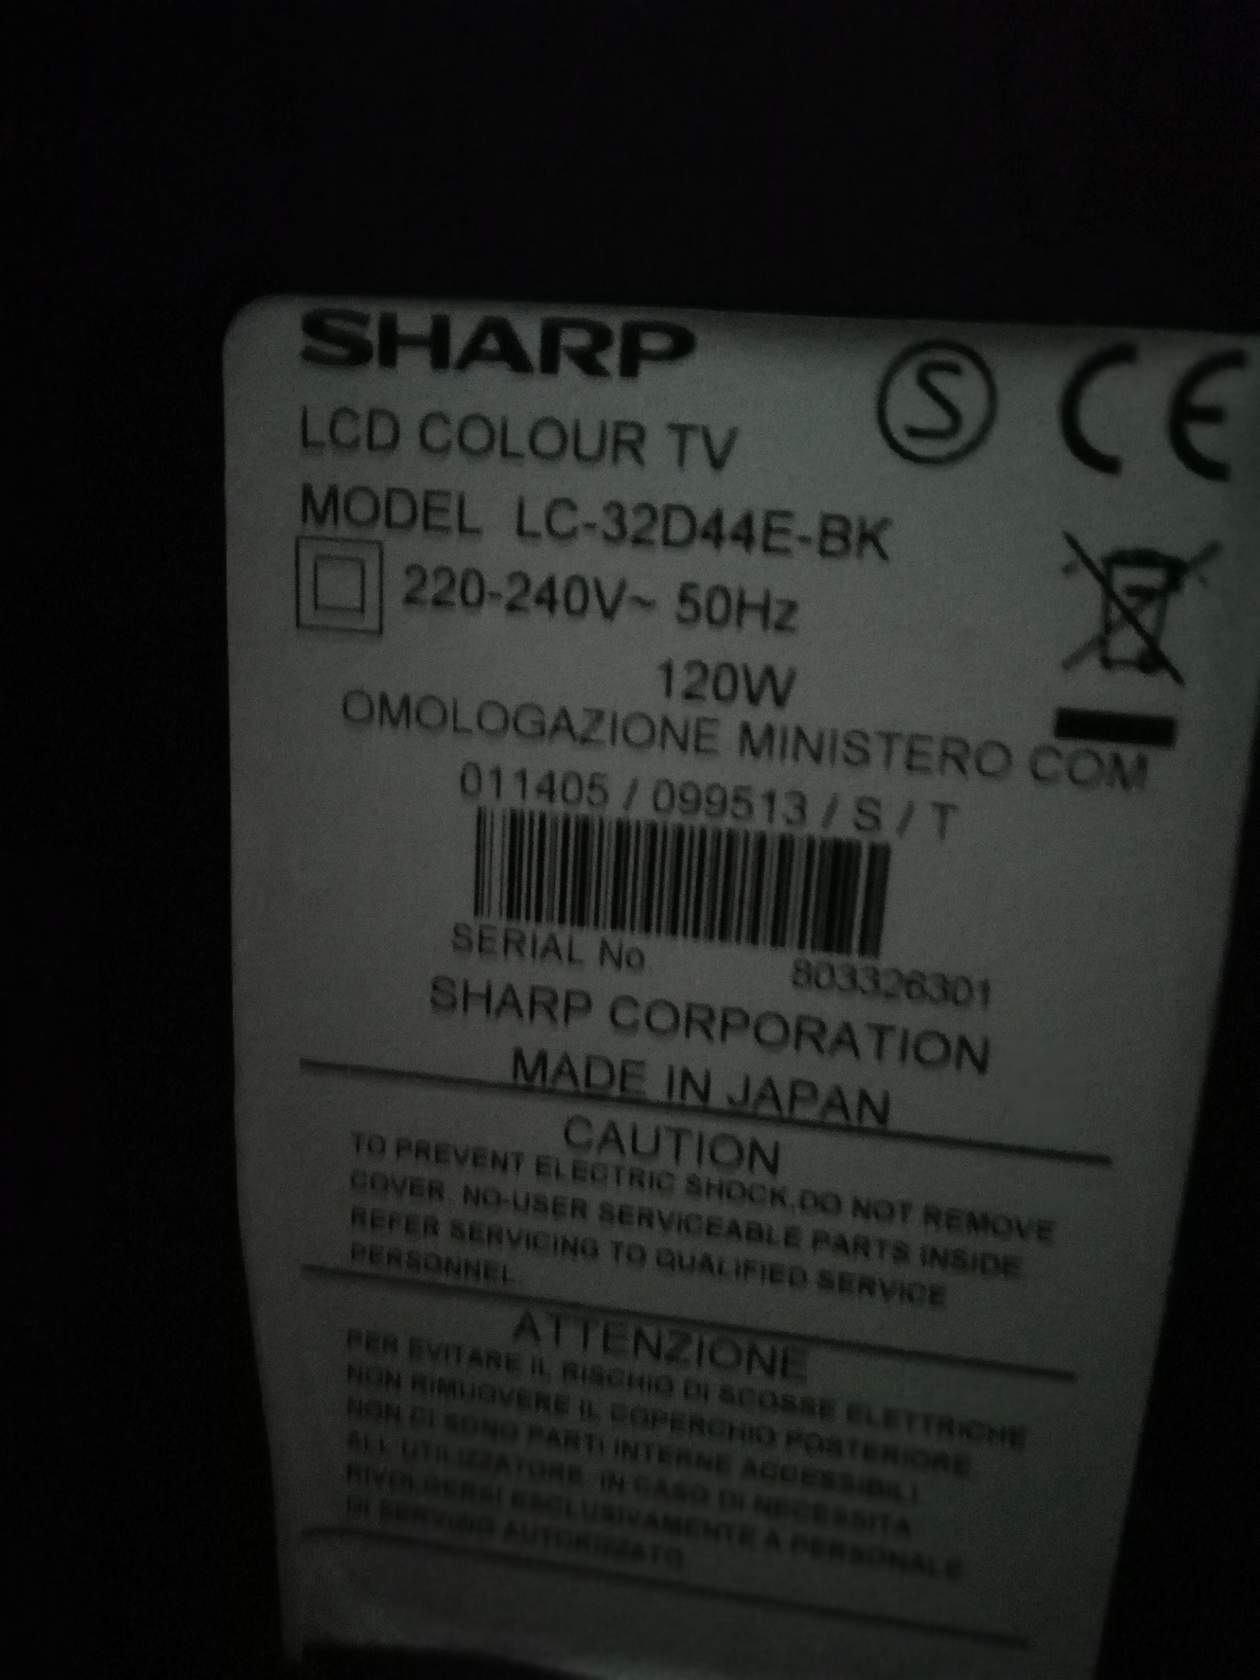 SHARP
LCD COLOUR TV
MODEL LC-32D44E-BK
220-240V~ 50Hz
120W
OMOLOGAZIONE MINISTERO COM
011405 / 099513 / S / T
SERIAL No 803326301
SHARP CORPORATION
MADE IN JAPAN
CAUTION
TO PREVENT ELECTRIC SHOCK,DO NOT REMOVE
COVER. NO-USER SERVICEABLE PARTS INSIDE
REFER SERVICING TO QUALIFIED SERVICE
PERSONNEL.
ATTENZIONE
PER EVITARE IL RISCHIO DI SCOSSE ELETTRICHE
NON RIMUOVERE IL COPERCHIO POSTERIORE
NON CI SONO PARTI INTERNE ACCESSIBILI
ALL'UTILIZZATORE. IN CASO DI NECESSITA
RIVOLGERSI ESCLUSIVAMENTE A PERSONALE
DI SERVIZIO AUTORIZZATO
S
CE